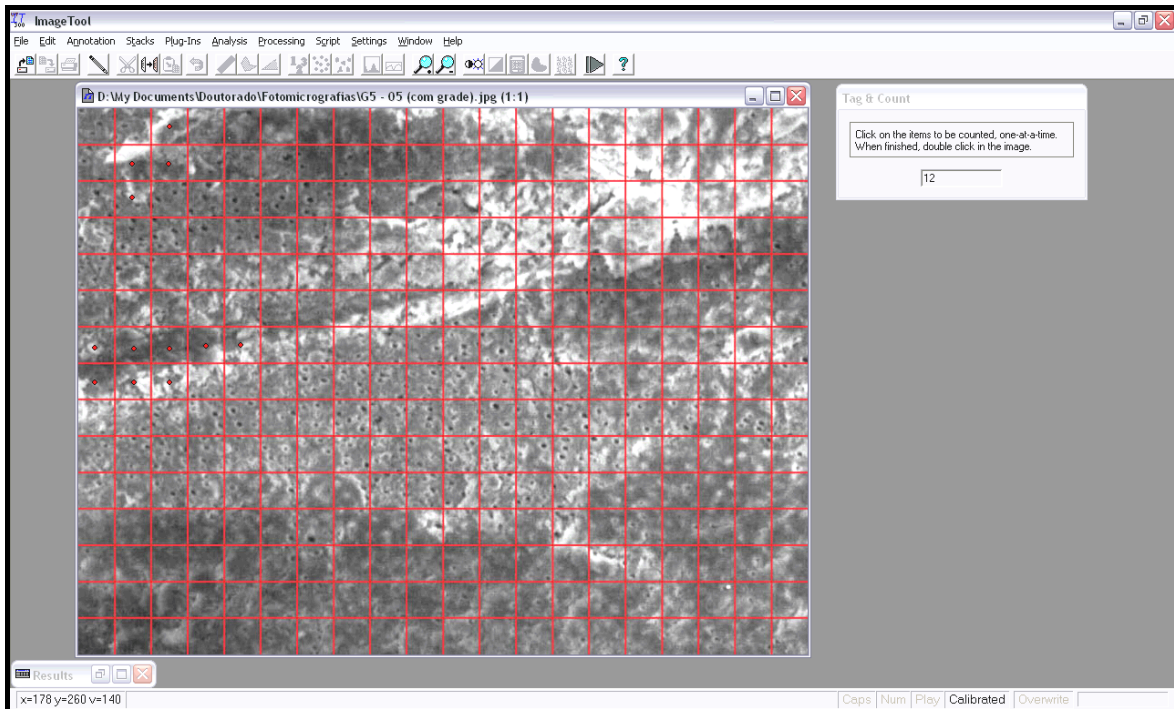 ImageTool
File Edit Annotation Stacks Plug-Ins Analysis Processing Script Settings Window Help
D:\My Documents\Doutorado\Fotomicrografias\G5 - 05 (com grade).jpg (1:1)
Tag & Count
Click on the items to be counted, one-at-a-time.
When finished, double click in the image.
12
Results
x=178 y=260 v=140
Caps Num Play Calibrated Overwrite